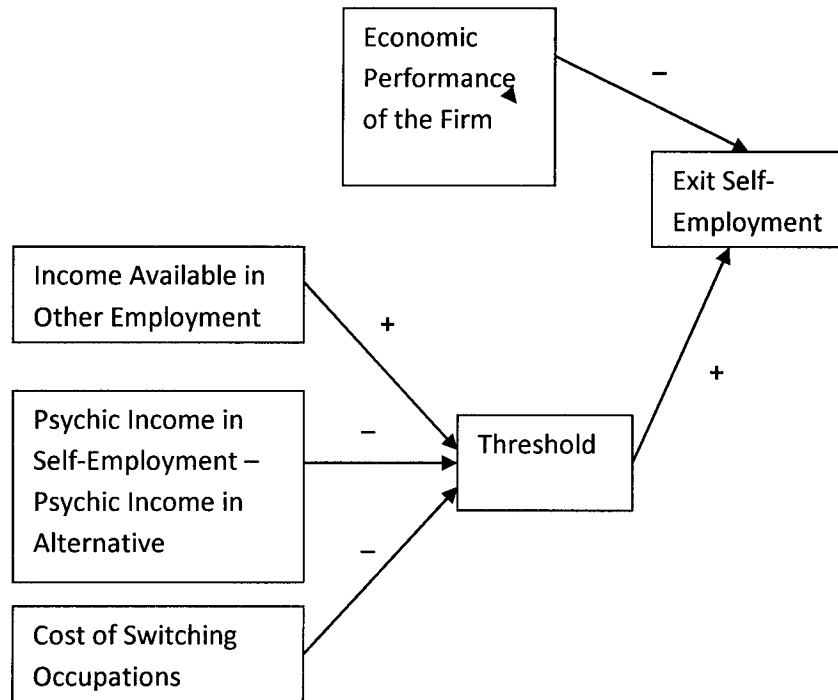 Economic
Performance
of the Firm
–
Exit Self-
Employment
Income Available in
Other Employment
+
+
Psychic Income in
Self-Employment –
Psychic Income in
Alternative
–
Threshold
–
Cost of Switching
Occupations